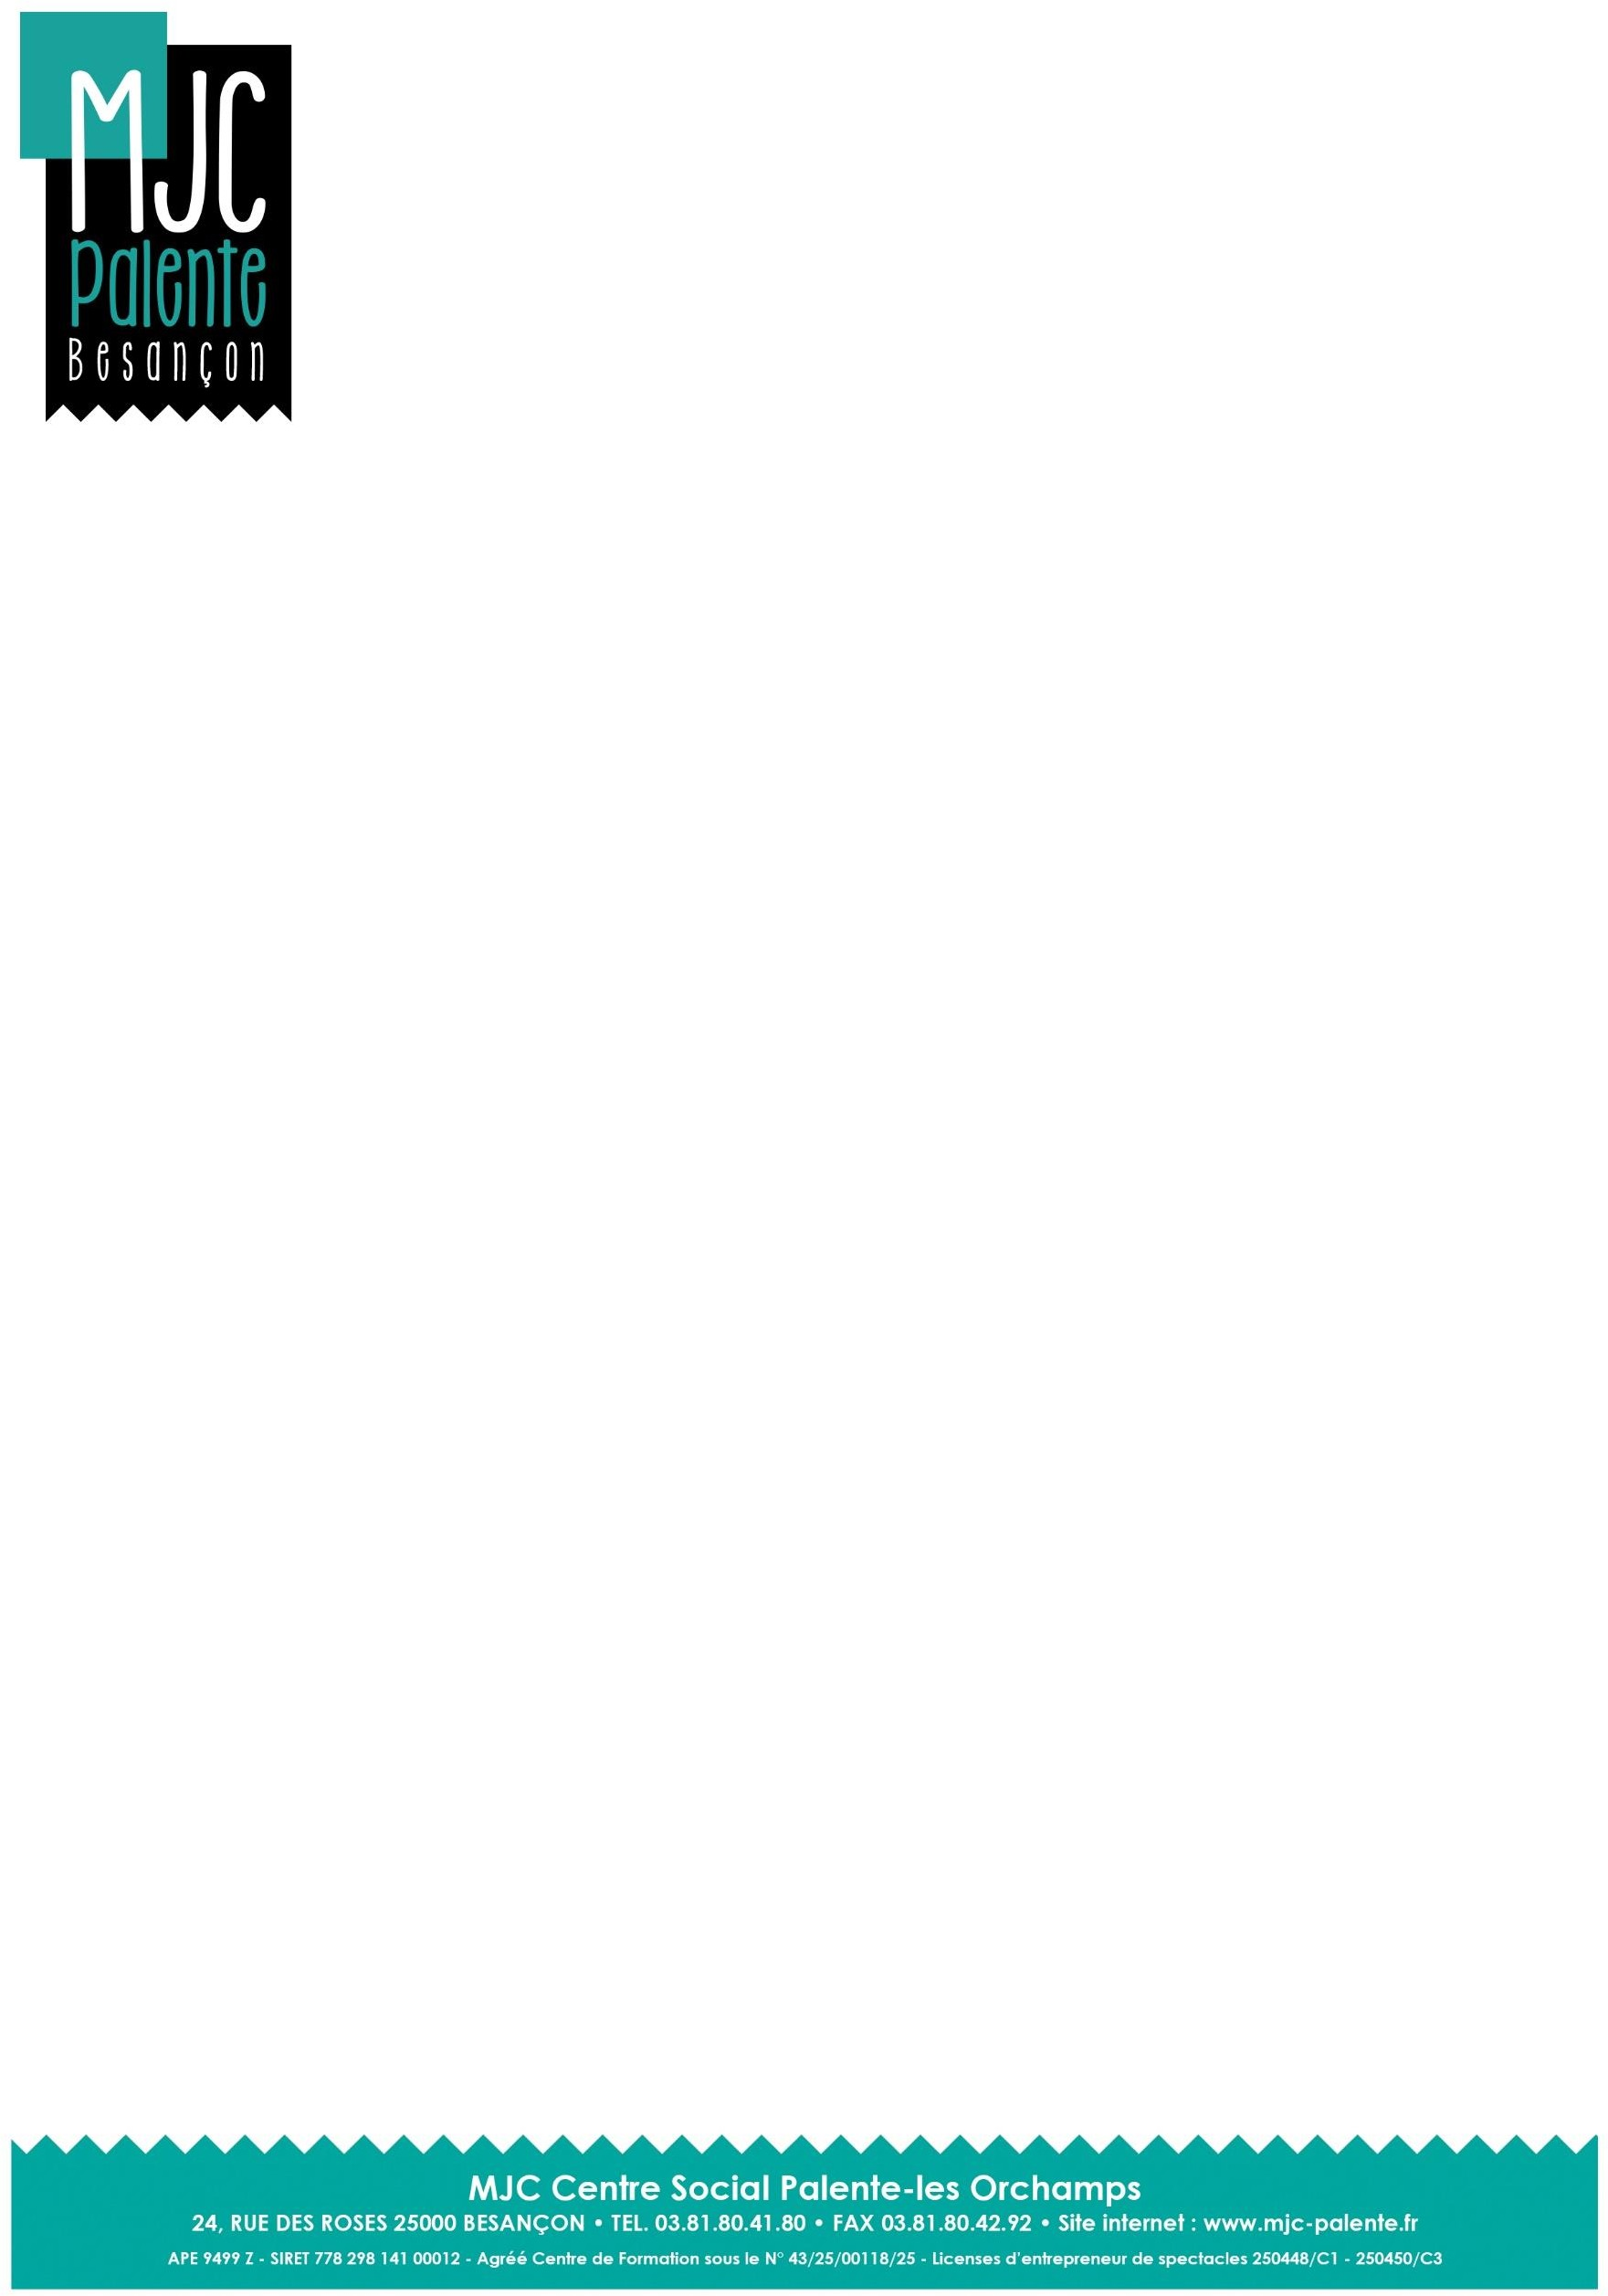 MJC
Palente
Besançon
MJC Centre Social Palente-les Orchamps
24, RUE DES ROSES 25000 BESANÇON • TEL. 03.81.80.41.80 • FAX 03.81.80.42.92 • Site internet : www.mjc-palente.fr
APE 9499 Z - SIRET 778 298 141 00012 - Agréé Centre de Formation sous le N° 43/25/00118/25 - Licenses d'entrepreneur de spectacles 250448/C1 - 250450/C3